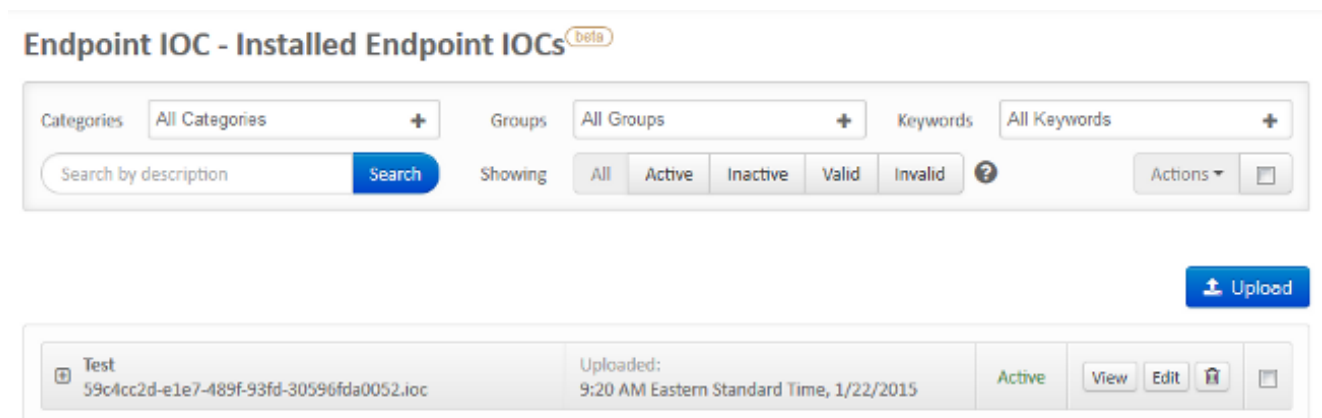 Endpoint IOC - Installed Endpoint IOCs beta
Categories All Categories + Groups All Groups + Keywords All Keywords +
Search by description Search Showing All Active Inactive Valid Invalid ? Actions
Upload
Test Uploaded:
59c4cc2d-e1e7-489f-93fd-30596fda0052.ioc 9:20 AM Eastern Standard Time, 1/22/2015 Active View Edit